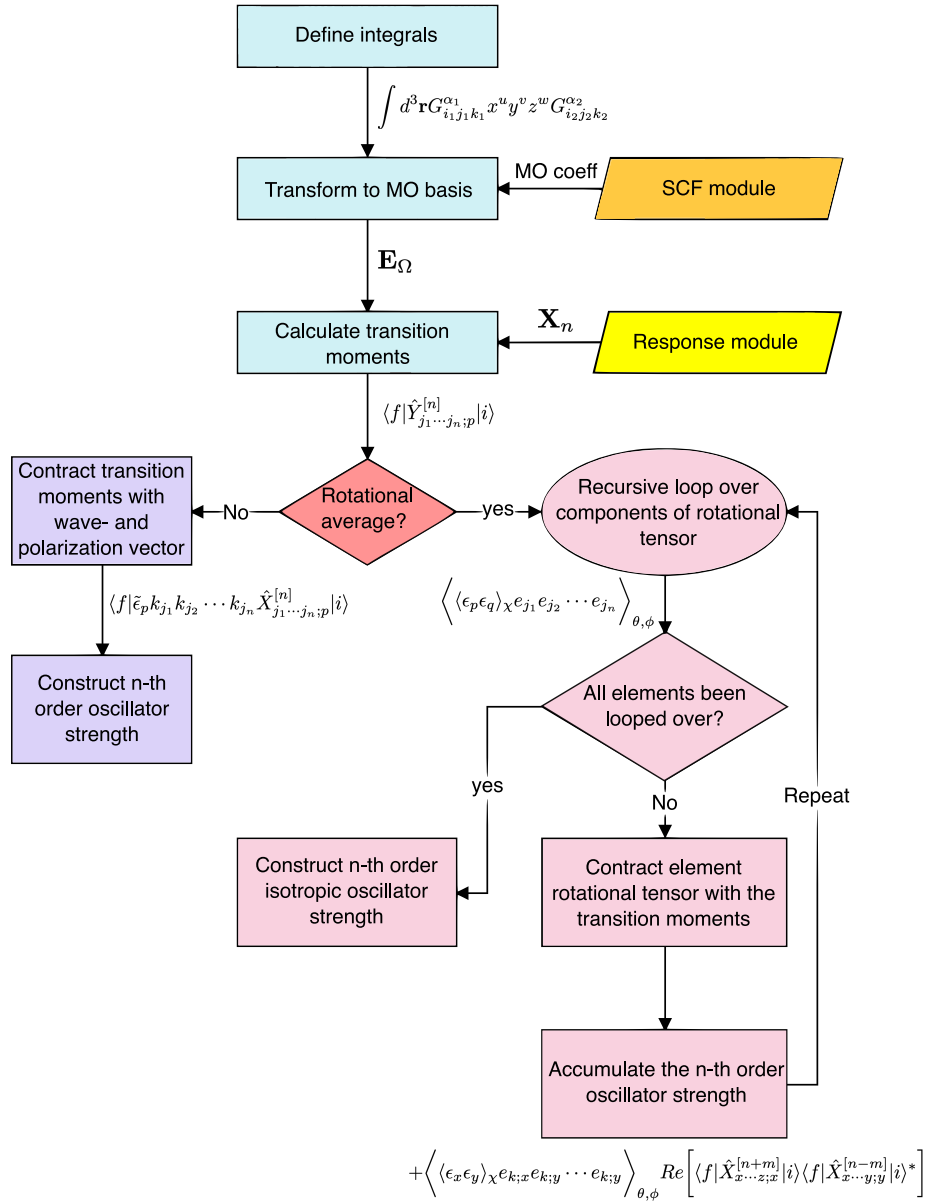 Define integrals
∫ d³𝐫G^{α₁}_{i₁j₁k₁} x^u y^v z^w G^{α₂}_{i₂j₂k₂}
Transform to MO basis
MO coeff
SCF module
𝐄_Ω
Calculate transition
moments
𝐗_n
Response module
⟨f|Ŷ^{[n]}_{j₁⋯j_n;p}|i⟩
Contract transition
moments with
wave- and
polarization vector
No
Rotational
average?
yes
Recursive loop over
components of rotational
tensor
⟨f|ϵ̃_p k_{j₁} k_{j₂} ⋯ k_{j_n} X̂^{[n]}_{j₁⋯j_n;p}|i⟩
⟨⟨ϵ_p ϵ_q⟩_χ e_{j₁} e_{j₂} ⋯ e_{j_n}⟩_{θ,ϕ}
Construct n-th
order oscillator
strength
All elements been
looped over?
yes
No
Repeat
Construct n-th order
isotropic oscillator
strength
Contract element
rotational tensor with the
transition moments
Accumulate the n-th order
oscillator strength
+⟨⟨ϵ_x ϵ_y⟩_χ e_{k;x} e_{k;y} ⋯ e_{k;y}⟩_{θ,ϕ} Re[⟨f|X̂^{[n+m]}_{x⋯z;x}|i⟩⟨f|X̂^{[n−m]}_{x⋯y;y}|i⟩*]